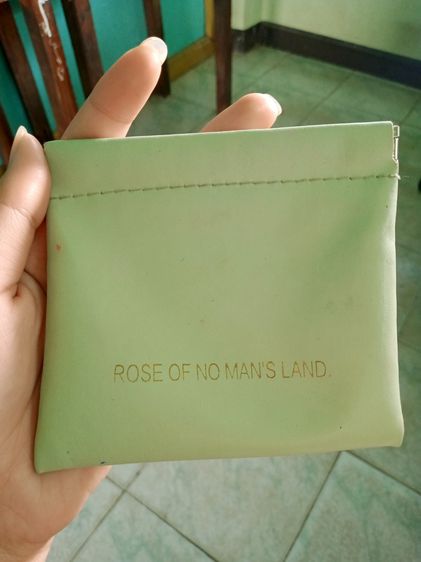 ROSE OF NO MAN'S LAND.